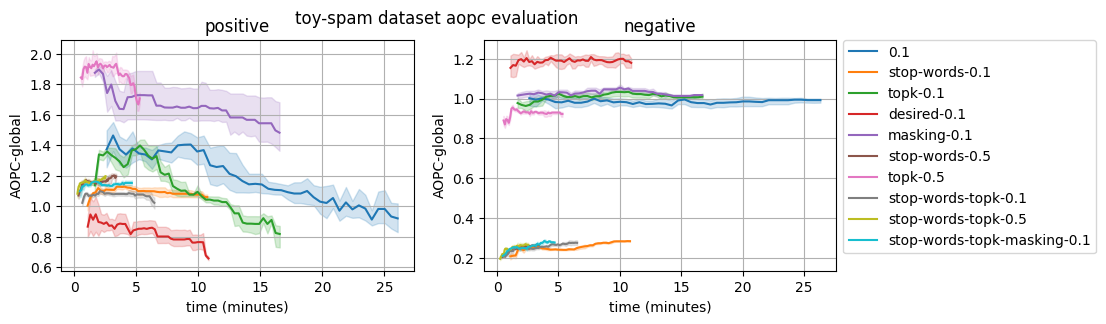 toy-spam dataset aopc evaluation
positive
AOPC-global
2.0
1.8
1.6
1.4
1.2
1.0
0.8
0.6
0 5 10 15 20 25
time (minutes)
negative
AOPC-global
1.2
1.0
0.8
0.6
0.4
0.2
0 5 10 15 20 25
time (minutes)
0.1
stop-words-0.1
topk-0.1
desired-0.1
masking-0.1
stop-words-0.5
topk-0.5
stop-words-topk-0.1
stop-words-topk-0.5
stop-words-topk-masking-0.1